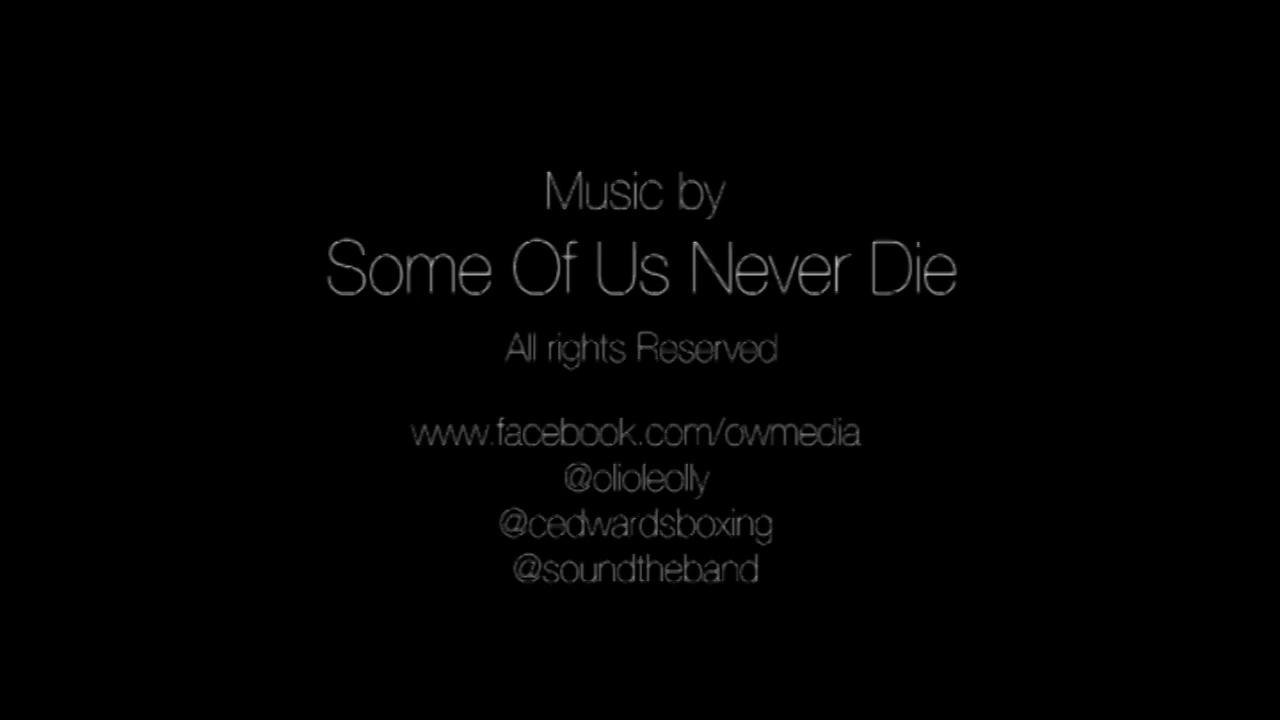 Music by
Some Of Us Never Die
All rights Reserved
www.facebook.com/owmedia
@olioleolly
@cedwardsboxing
@soundtheband